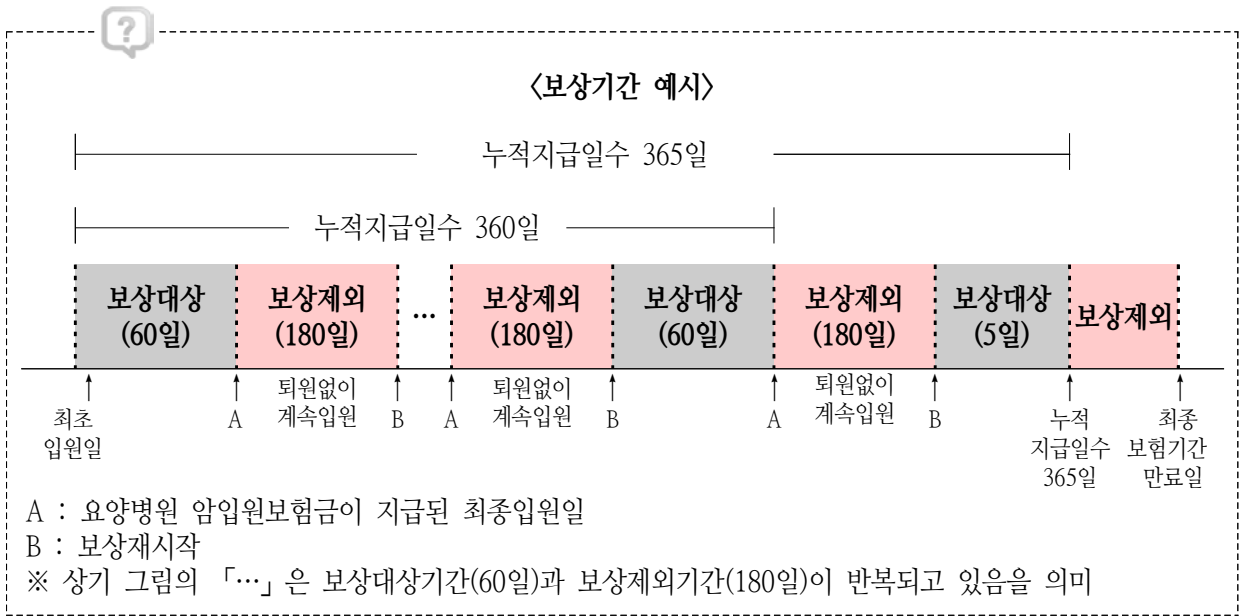 ?
〈보상기간 예시〉
누적지급일수 365일
누적지급일수 360일
보상대상 보상제외 … 보상제외 보상대상 보상제외 보상대상 보상제외
(60일) (180일) (180일) (60일) (180일) (5일)
퇴원없이 퇴원없이 퇴원없이
최초 A 계속입원 B A 계속입원 B A 계속입원 B 누적 최종
입원일 지급일수 보험기간
365일 만료일
A : 요양병원 암입원보험금이 지급된 최종입원일
B : 보상재시작
※ 상기 그림의 「…」은 보상대상기간(60일)과 보상제외기간(180일)이 반복되고 있음을 의미